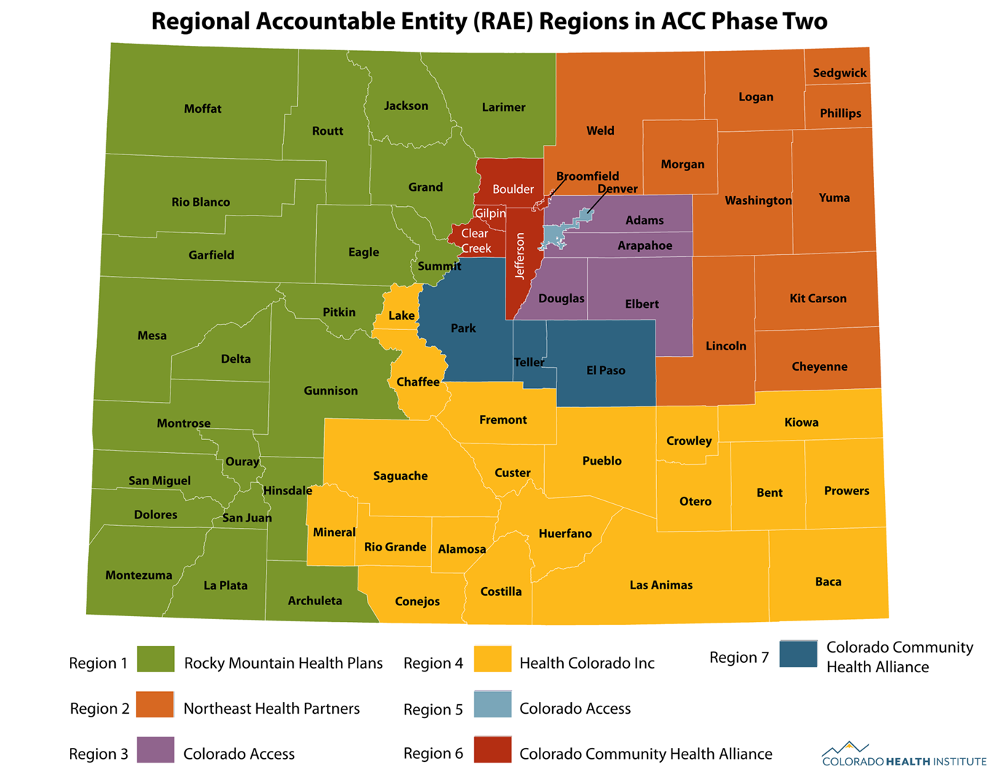 Regional Accountable Entity (RAE) Regions in ACC Phase Two
Sedgwick
Logan
Phillips
Moffat
Jackson
Larimer
Routt
Weld
Morgan
Broomfield
Denver
Grand
Boulder
Rio Blanco
Washington
Yuma
Gilpin
Adams
Clear
Creek
Arapahoe
Jefferson
Garfield
Eagle
Summit
Douglas
Elbert
Kit Carson
Pitkin
Lake
Park
Mesa
Lincoln
Delta
Teller
El Paso
Cheyenne
Chaffee
Gunnison
Fremont
Kiowa
Montrose
Crowley
Ouray
Pueblo
San Miguel
Hinsdale
Saguache
Custer
Otero
Bent
Prowers
Dolores
San Juan
Mineral
Rio Grande
Alamosa
Huerfano
Montezuma
La Plata
Archuleta
Conejos
Costilla
Las Animas
Baca
Region 1 Rocky Mountain Health Plans
Region 2 Northeast Health Partners
Region 3 Colorado Access
Region 4 Health Colorado Inc
Region 5 Colorado Access
Region 6 Colorado Community Health Alliance
Region 7 Colorado Community
Health Alliance
COLORADO HEALTH INSTITUTE